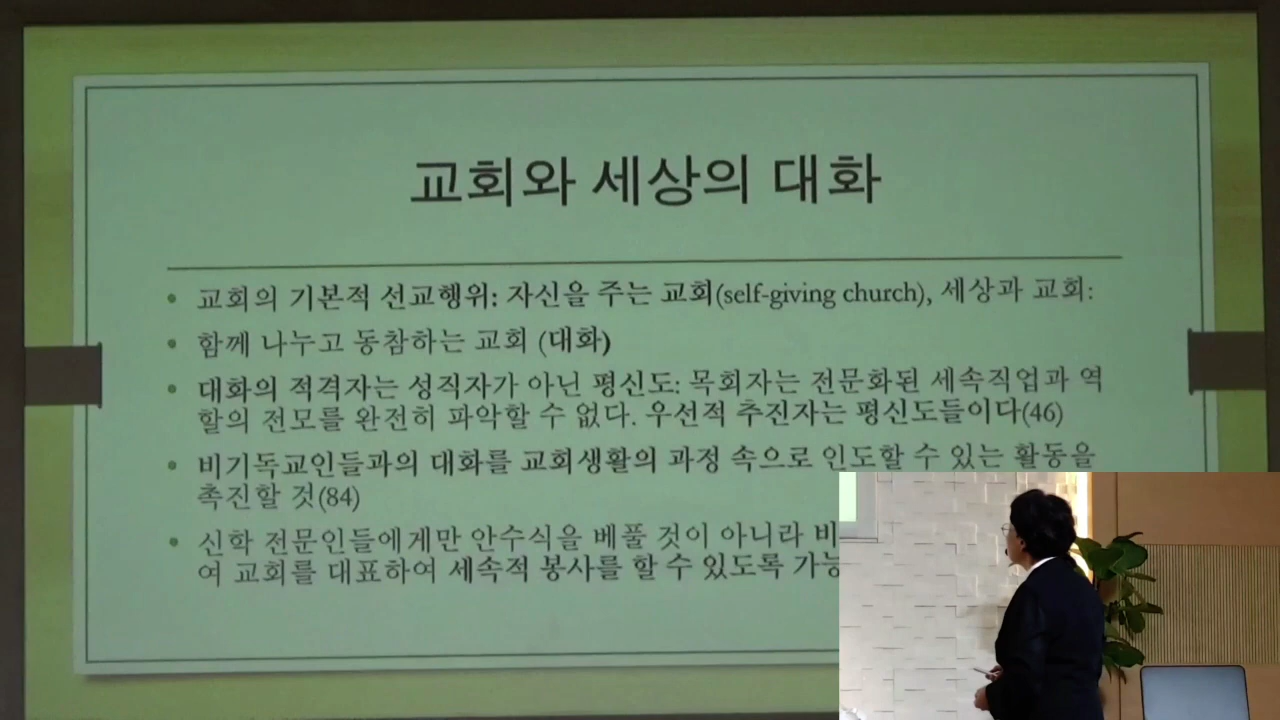 교회와 세상의 대화
• 교회의 기본적 선교행위: 자신을 주는 교회(self-giving church), 세상과 교회:
• 함께 나누고 동참하는 교회 (대화)
• 대화의 적격자는 성직자가 아닌 평신도: 목회자는 전문화된 세속직업과 역
할의 전모를 완전히 파악할 수 없다. 우선적 추진자는 평신도들이다(46)
• 비기독교인들과의 대화를 교회생활의 과정 속으로 인도할 수 있는 활동을
촉진할 것(84)
• 신학 전문인들에게만 안수식을 베풀 것이 아니라 비
여 교회를 대표하여 세속적 봉사를 할 수 있도록 가능